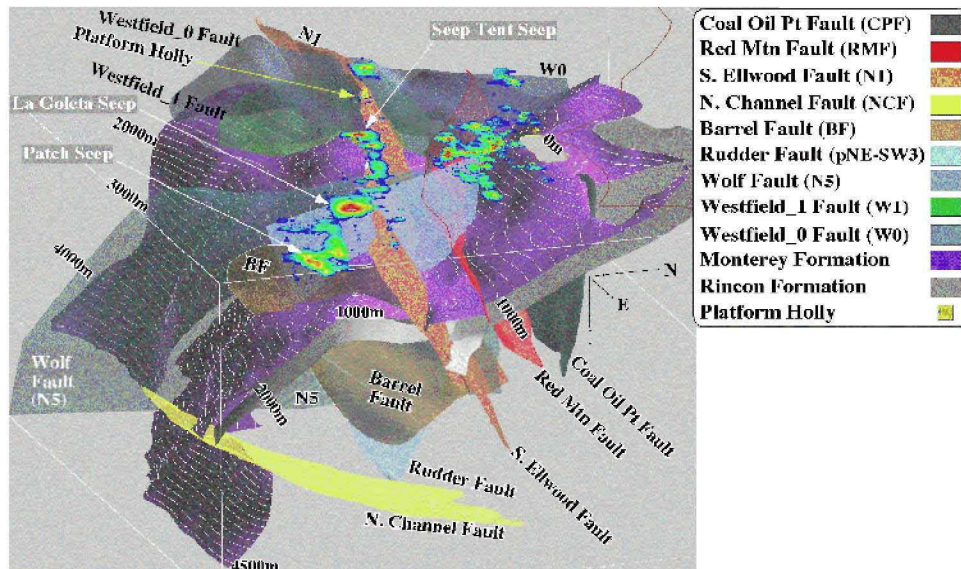 Westfield_0 Fault
N1
Platform Holly
Seep Tent Seep
Westfield_1 Fault
W0
La Goleta Seep
2000m
0m
Patch Seep
3000m
4000m
BF
N
E
1000m
1000m
Wolf
Fault
(N5)
N5
Barrel
Fault
2000m
Coal Oil Pt Fault
Red Mtn Fault
S. Ellwood Fault
Rudder Fault
N. Channel Fault
4500m
Coal Oil Pt Fault (CPF)
Red Mtn Fault (RMF)
S. Ellwood Fault (N1)
N. Channel Fault (NCF)
Barrel Fault (BF)
Rudder Fault (pNE-SW3)
Wolf Fault (N5)
Westfield_1 Fault (W1)
Westfield_0 Fault (W0)
Monterey Formation
Rincon Formation
Platform Holly